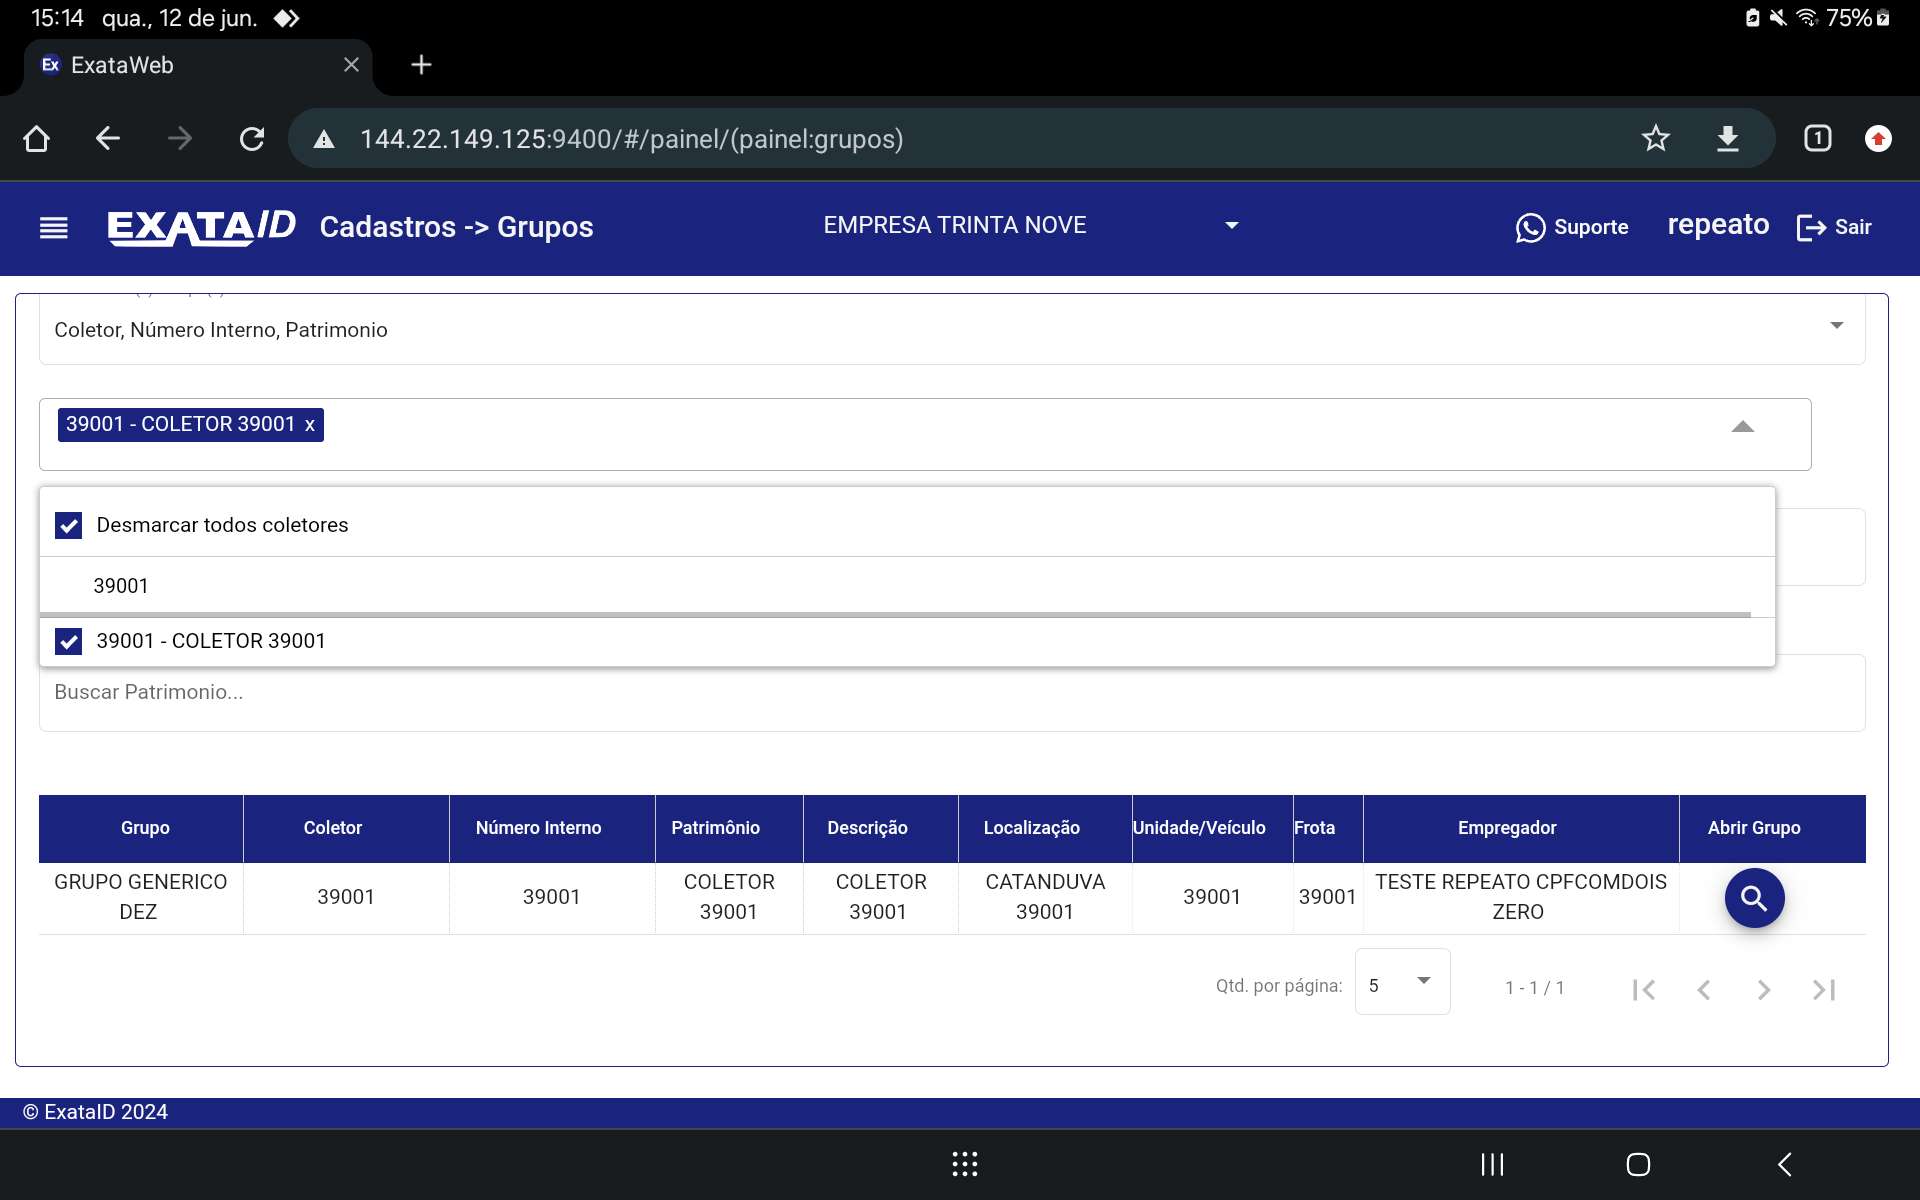 15:14 qua., 12 de jun. 75%
Ex ExataWeb
144.22.149.125:9400/#/painel/(painel:grupos) 1
EXATAID Cadastros -> Grupos EMPRESA TRINTA NOVE Suporte repeato Sair
Coletor, Número Interno, Patrimonio
39001 - COLETOR 39001 x
Desmarcar todos coletores
39001
39001 - COLETOR 39001
Buscar Patrimonio...
Grupo Coletor Número Interno Patrimônio Descrição Localização Unidade/Veículo Frota Empregador Abrir Grupo
GRUPO GENERICO DEZ 39001 39001 COLETOR 39001 COLETOR 39001 CATANDUVA 39001 39001 39001 TESTE REPEATO CPFCOMDOIS ZERO
Qtd. por página: 5 1 - 1 / 1
© ExataID 2024